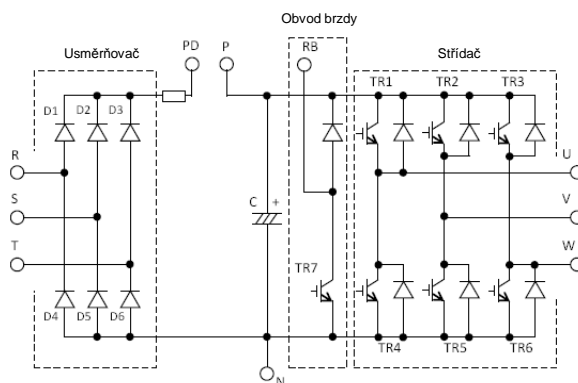 Obvod brzdy
Usměrňovač
PD
P
RB
Střídač
TR1
TR2
TR3
D1
D2
D3
R
U
S
C
+
V
T
W
TR7
D4
D5
D6
TR4
TR5
TR6
N